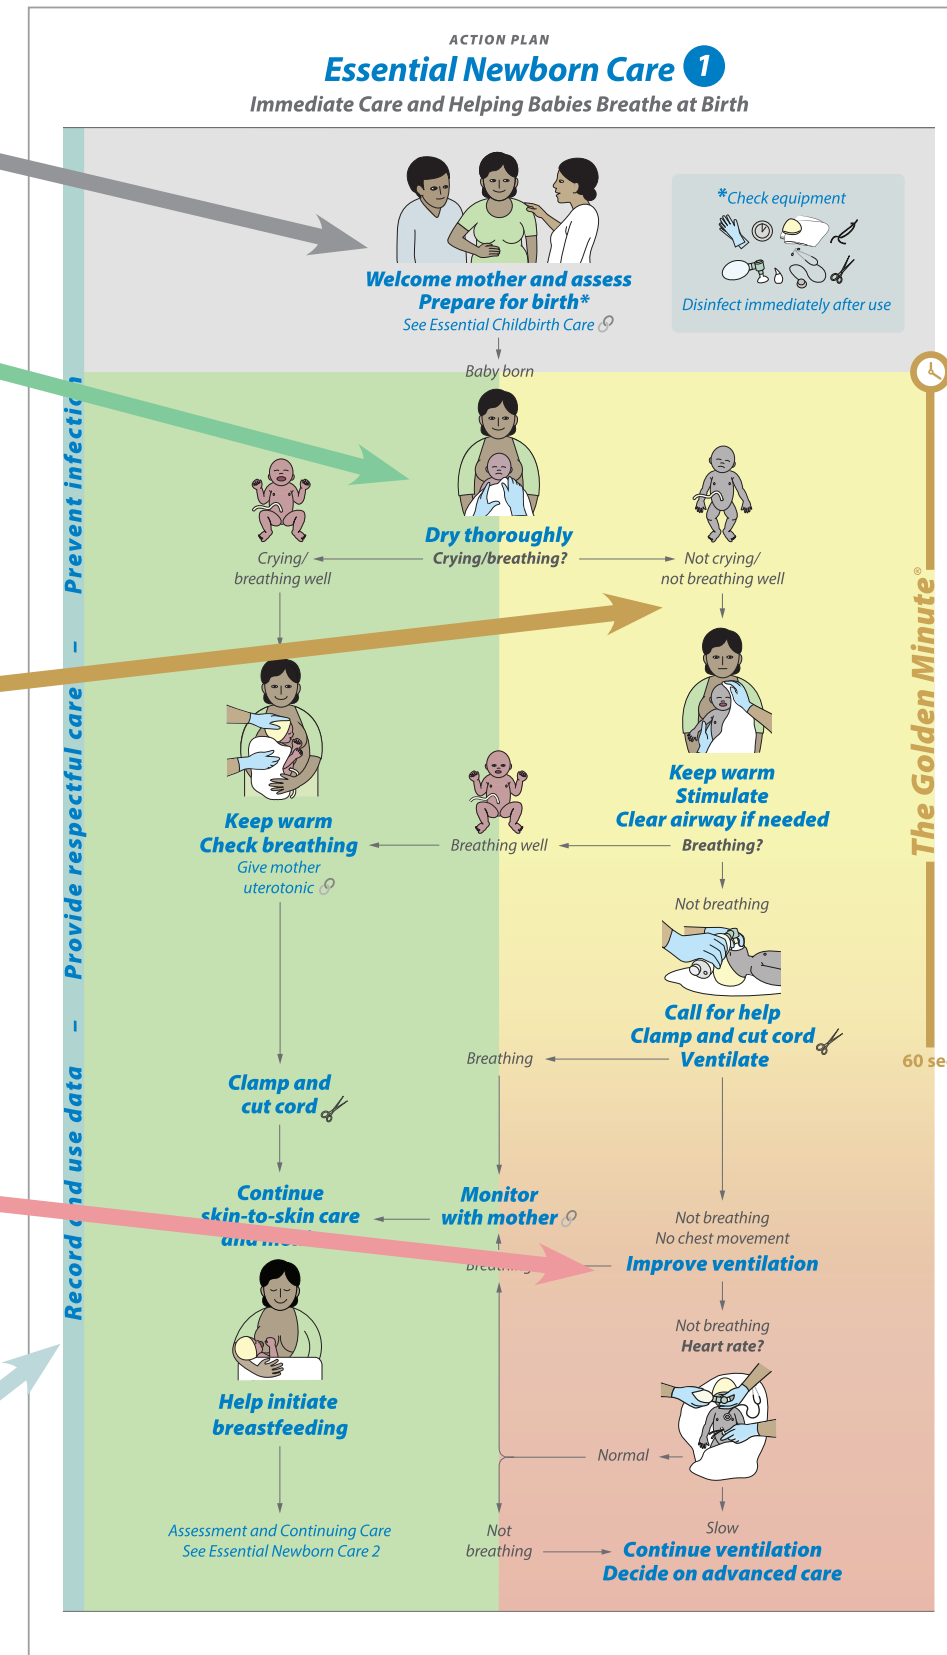 ACTION PLAN
Essential Newborn Care 1
Immediate Care and Helping Babies Breathe at Birth
*Check equipment
Disinfect immediately after use
Welcome mother and assess
Prepare for birth*
See Essential Childbirth Care
Baby born
Dry thoroughly
Crying/breathing?
Crying/
breathing well
Not crying/
not breathing well
Keep warm
Stimulate
Clear airway if needed
Breathing?
Breathing well
Keep warm
Check breathing
Give mother
uterotonic
Not breathing
Call for help
Clamp and cut cord
Ventilate
Breathing
Clamp and
cut cord
Continue
skin-to-skin care
and
Monitor
with mother
Not breathing
No chest movement
Improve ventilation
Breathing
Not breathing
Heart rate?
Help initiate
breastfeeding
Normal
Assessment and Continuing Care
See Essential Newborn Care 2
Not
breathing
Slow
Continue ventilation
Decide on advanced care
Record and use data – Provide respectful care – Prevent infection
The Golden Minute®
60